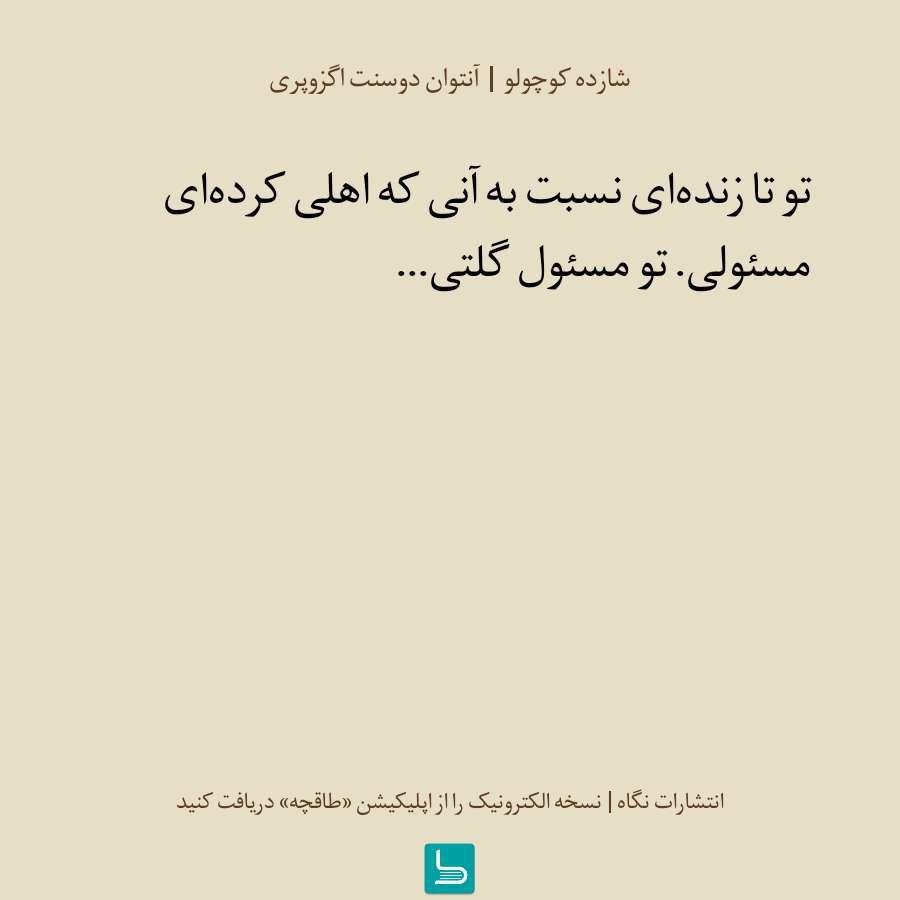 شازده کوچولو | آنتوان دوسنت اگزوپری
تو تا زنده‌ای نسبت به آنی که اهلی کرده‌ای
مسئولی. تو مسئول گلتی...
انتشارات نگاه | نسخه الکترونیک را از اپلیکیشن «طاقچه» دریافت کنید